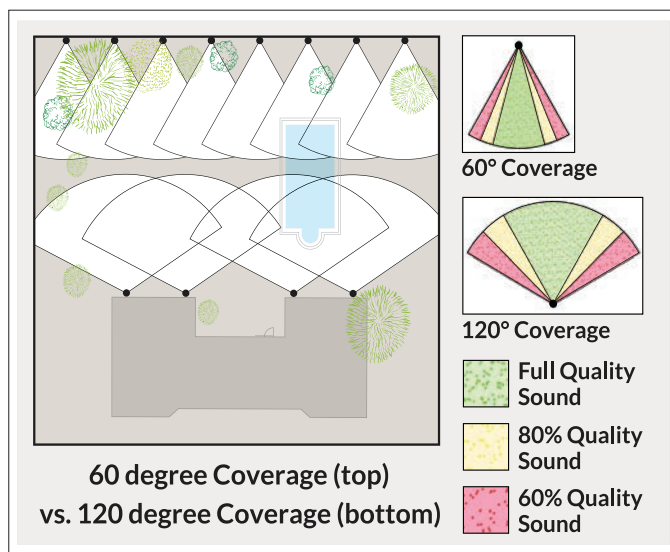 60° Coverage
120° Coverage
Full Quality
Sound
80% Quality
Sound
60% Quality
Sound
60 degree Coverage (top)
vs. 120 degree Coverage (bottom)